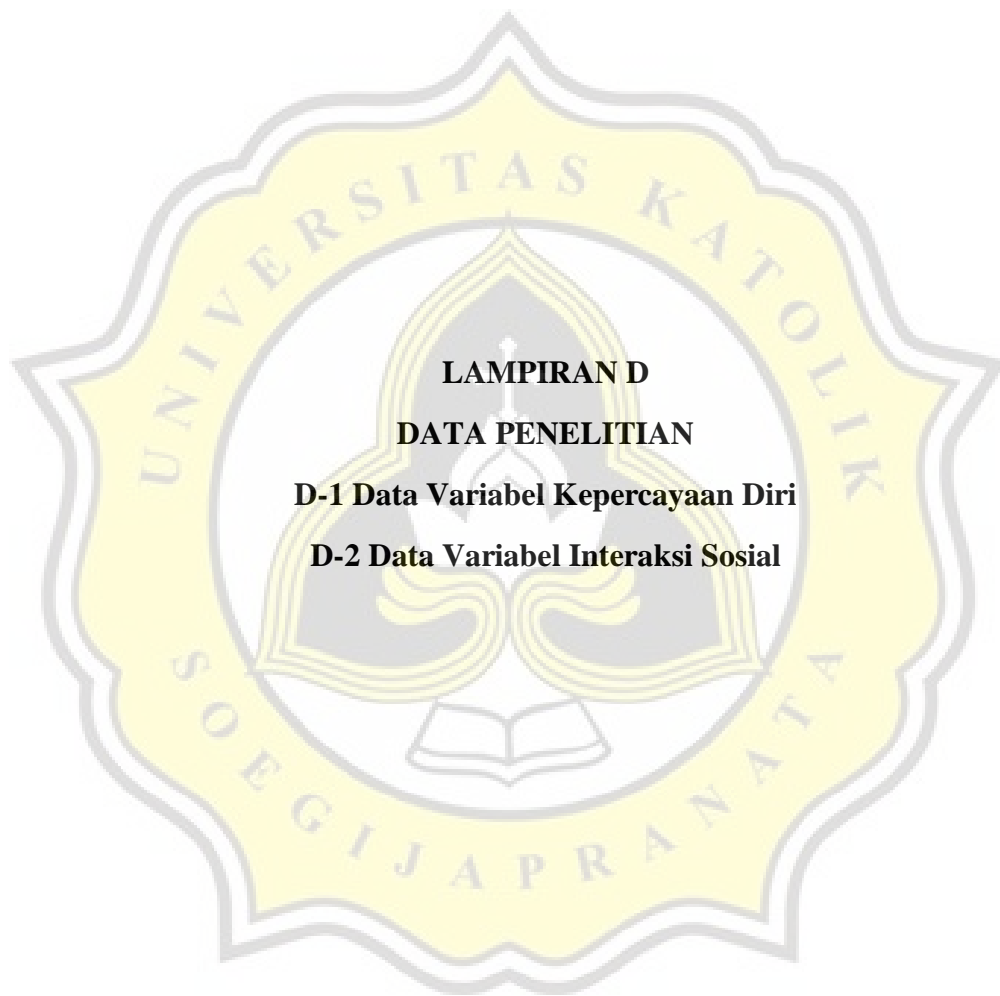 UNIVERSITAS KATOLIK
LAMPIRAN D
DATA PENELITIAN
D-1 Data Variabel Kepercayaan Diri
D-2 Data Variabel Interaksi Sosial
SOEGIJAPRANATA